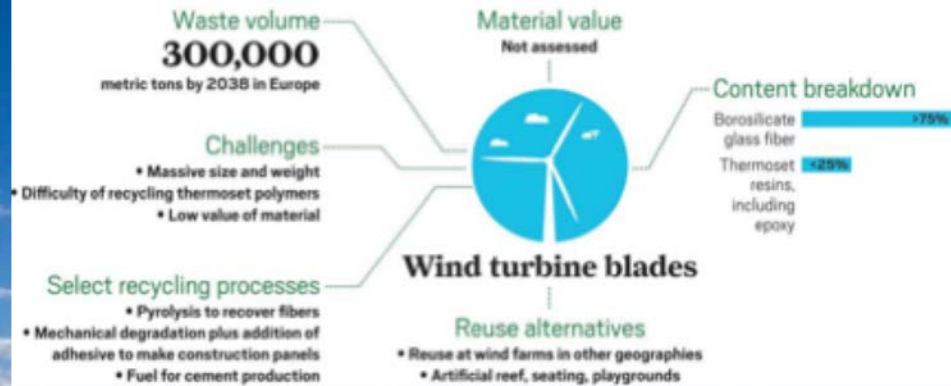 Waste volume
300,000
metric tons by 2038 in Europe
Challenges
• Massive size and weight
• Difficulty of recycling thermoset polymers
• Low value of material
Select recycling processes
• Pyrolysis to recover fibers
• Mechanical degradation plus addition of
adhesive to make construction panels
• Fuel for cement production
Material value
Not assessed
Wind turbine blades
Reuse alternatives
• Reuse at wind farms in other geographies
• Artificial reef, seating, playgrounds
Content breakdown
Borosilicate
glass fiber
>75%
Thermoset
resins,
including
epoxy
<25%